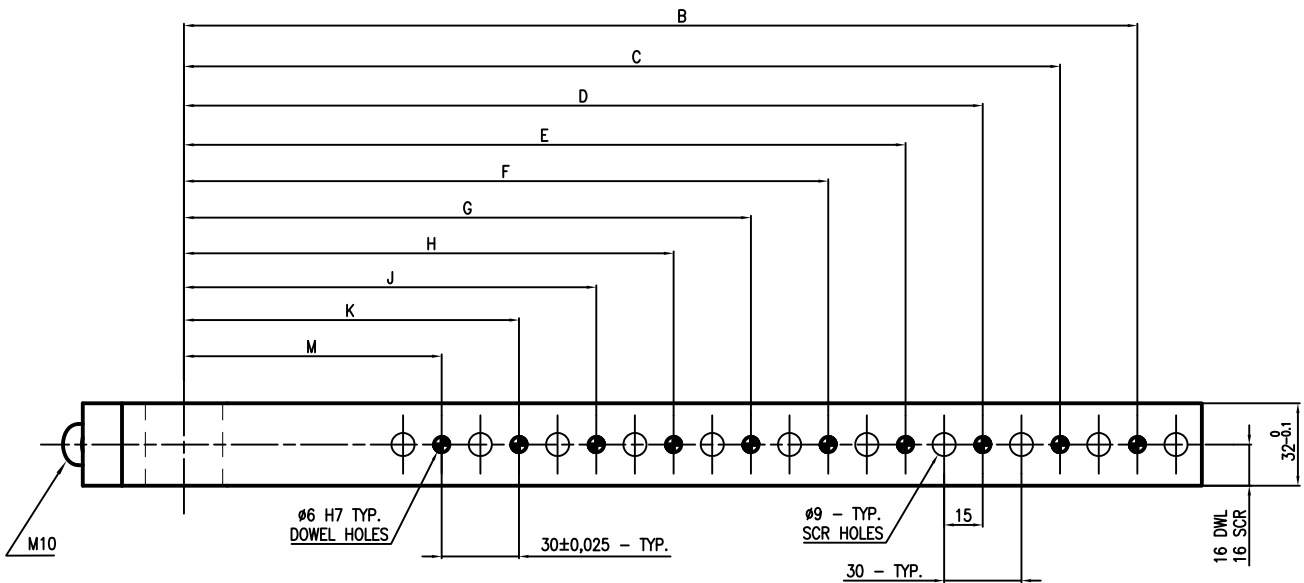 B
C
D
E
F
G
H
J
K
M
M10
ø6 H7 TYP.
DOWEL HOLES
30±0,025 - TYP.
ø9 - TYP.
SCR HOLES
15
30 - TYP.
16 DWL
16 SCR
32 0 -0.1